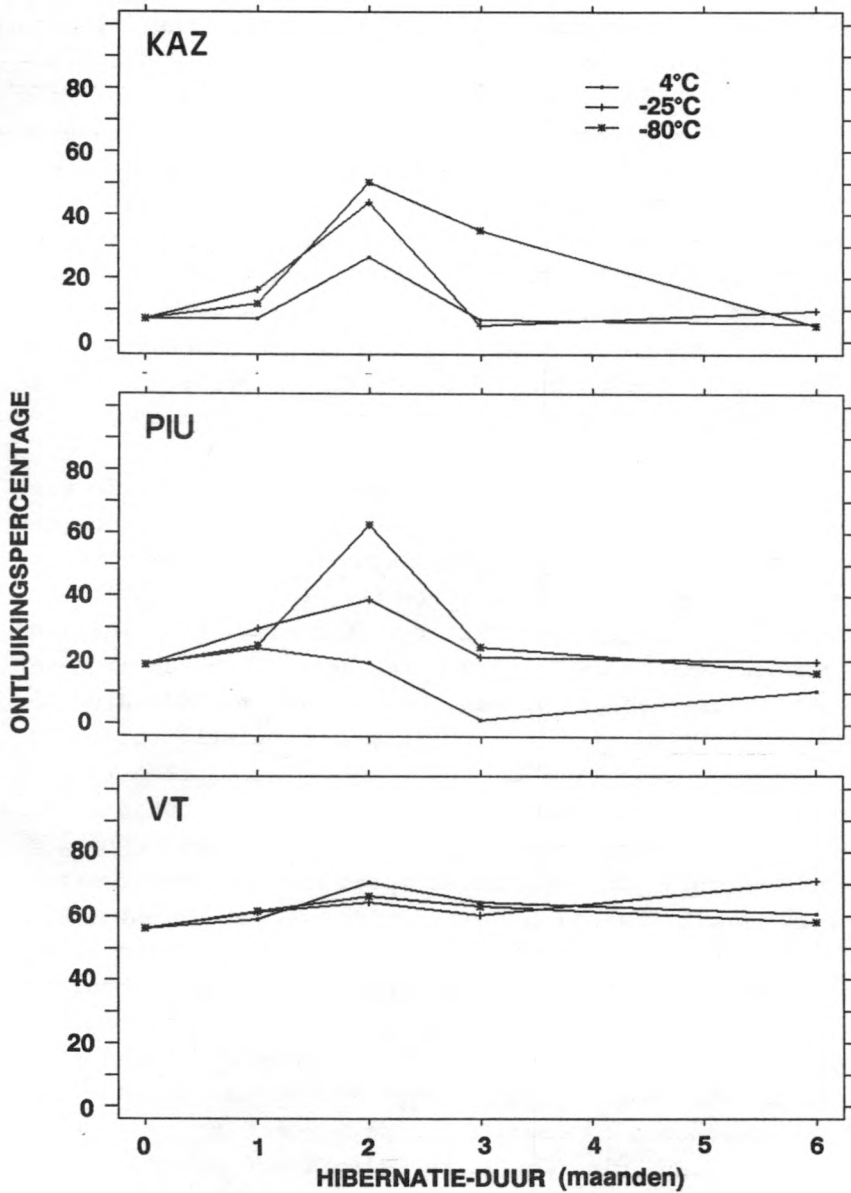 KAZ
4°C
-25°C
-80°C
80
60
40
20
0
PIU
80
60
40
20
0
ONTLUIKINGSPERCENTAGE
VT
80
60
40
20
0
0 1 2 3 4 5 6
HIBERNATIE-DUUR (maanden)